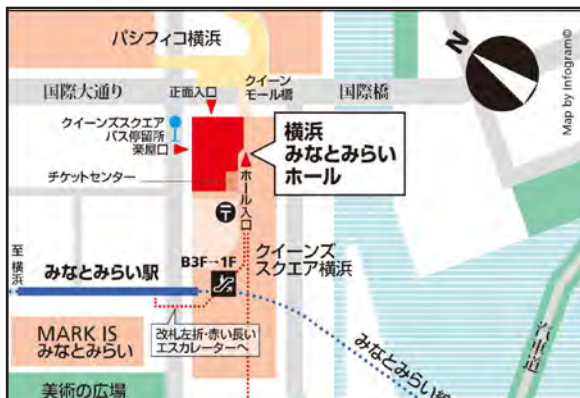 パシフィコ横浜
N
Map by Infogram©
国際大通り
正面入口
クイーン
モール橋
国際橋
クイーンズスクエア
バス停留所
楽屋口
横浜
みなとみらい
ホール
チケットセンター
ホール入口
〒
至横浜
みなとみらい駅
B3F→1F
クイーンズ
スクエア横浜
MARK IS
みなとみらい
改札左折・赤い長い
エスカレーターへ
みなとみらい線
汽車道
美術の広場